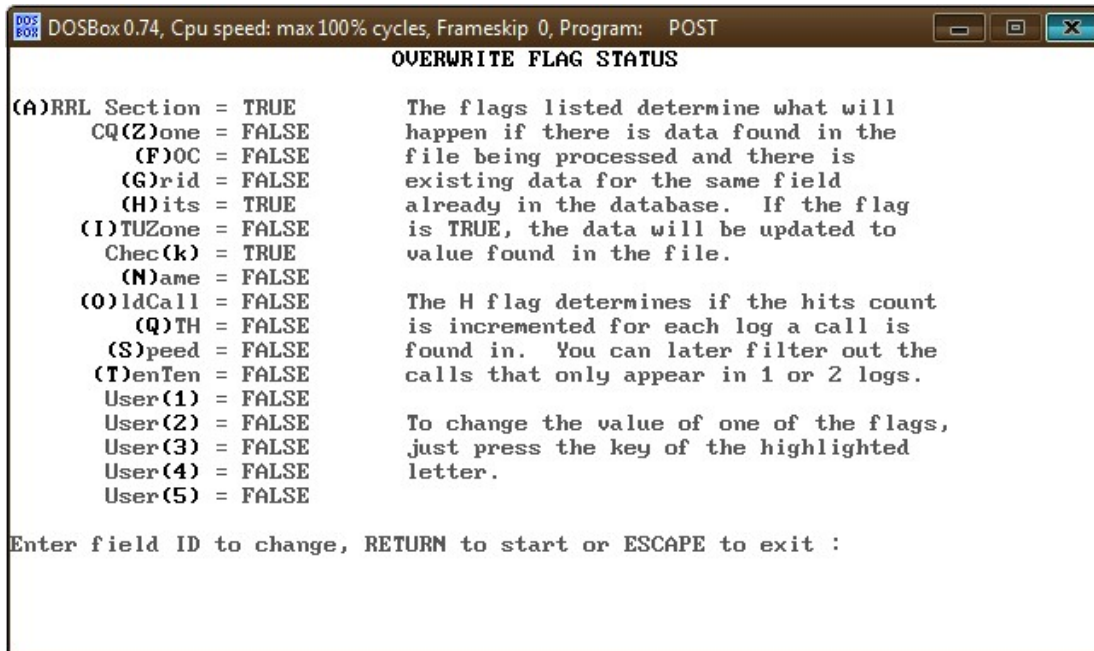 DOS BOX DOSBox 0.74, Cpu speed: max 100% cycles, Frameskip 0, Program: POST
OVERWRITE FLAG STATUS
(A)RRL Section = TRUE The flags listed determine what will
CQ(Z)one = FALSE happen if there is data found in the
(F)OC = FALSE file being processed and there is
(G)rid = FALSE existing data for the same field
(H)its = TRUE already in the database. If the flag
(I)TUZone = FALSE is TRUE, the data will be updated to
Chec(k) = TRUE value found in the file.
(N)ame = FALSE
(O)ldCall = FALSE The H flag determines if the hits count
(Q)TH = FALSE is incremented for each log a call is
(S)peed = FALSE found in. You can later filter out the
(T)enTen = FALSE calls that only appear in 1 or 2 logs.
User(1) = FALSE
User(2) = FALSE To change the value of one of the flags,
User(3) = FALSE just press the key of the highlighted
User(4) = FALSE letter.
User(5) = FALSE
Enter field ID to change, RETURN to start or ESCAPE to exit :